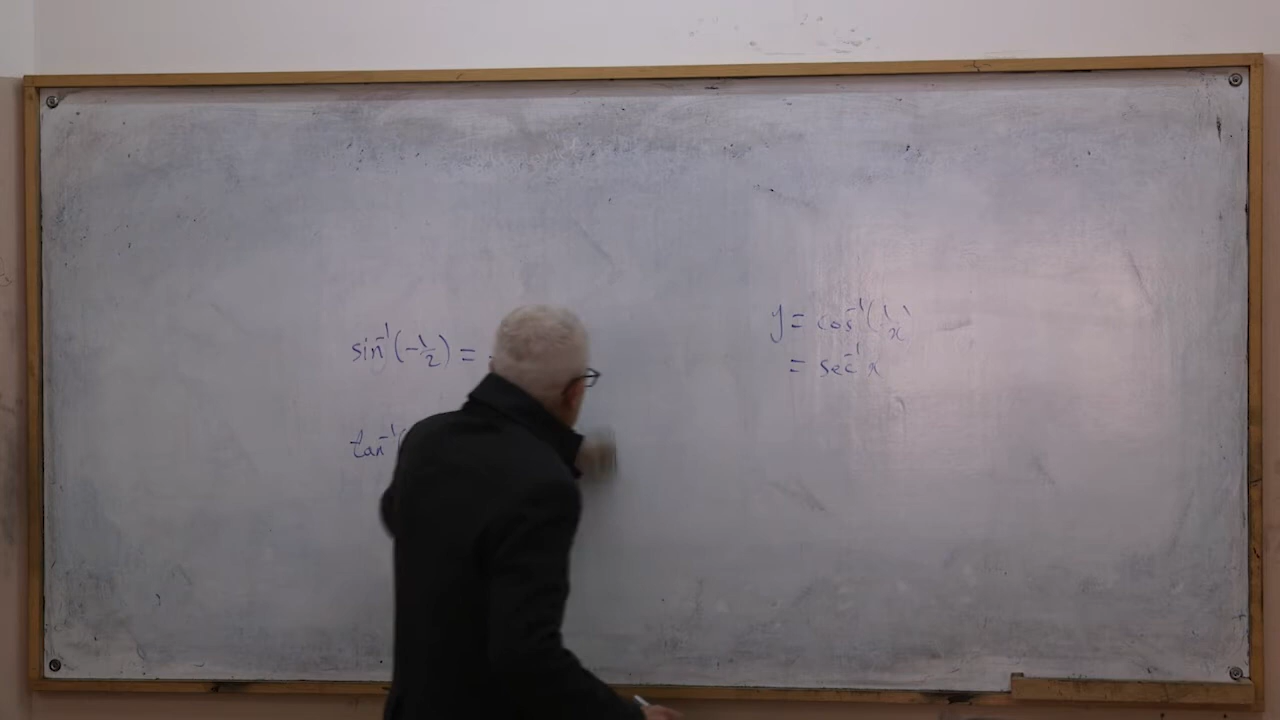 sin⁻¹(-1/2) =
tan⁻¹(
y = cos⁻¹(1/x)
= sec⁻¹ x